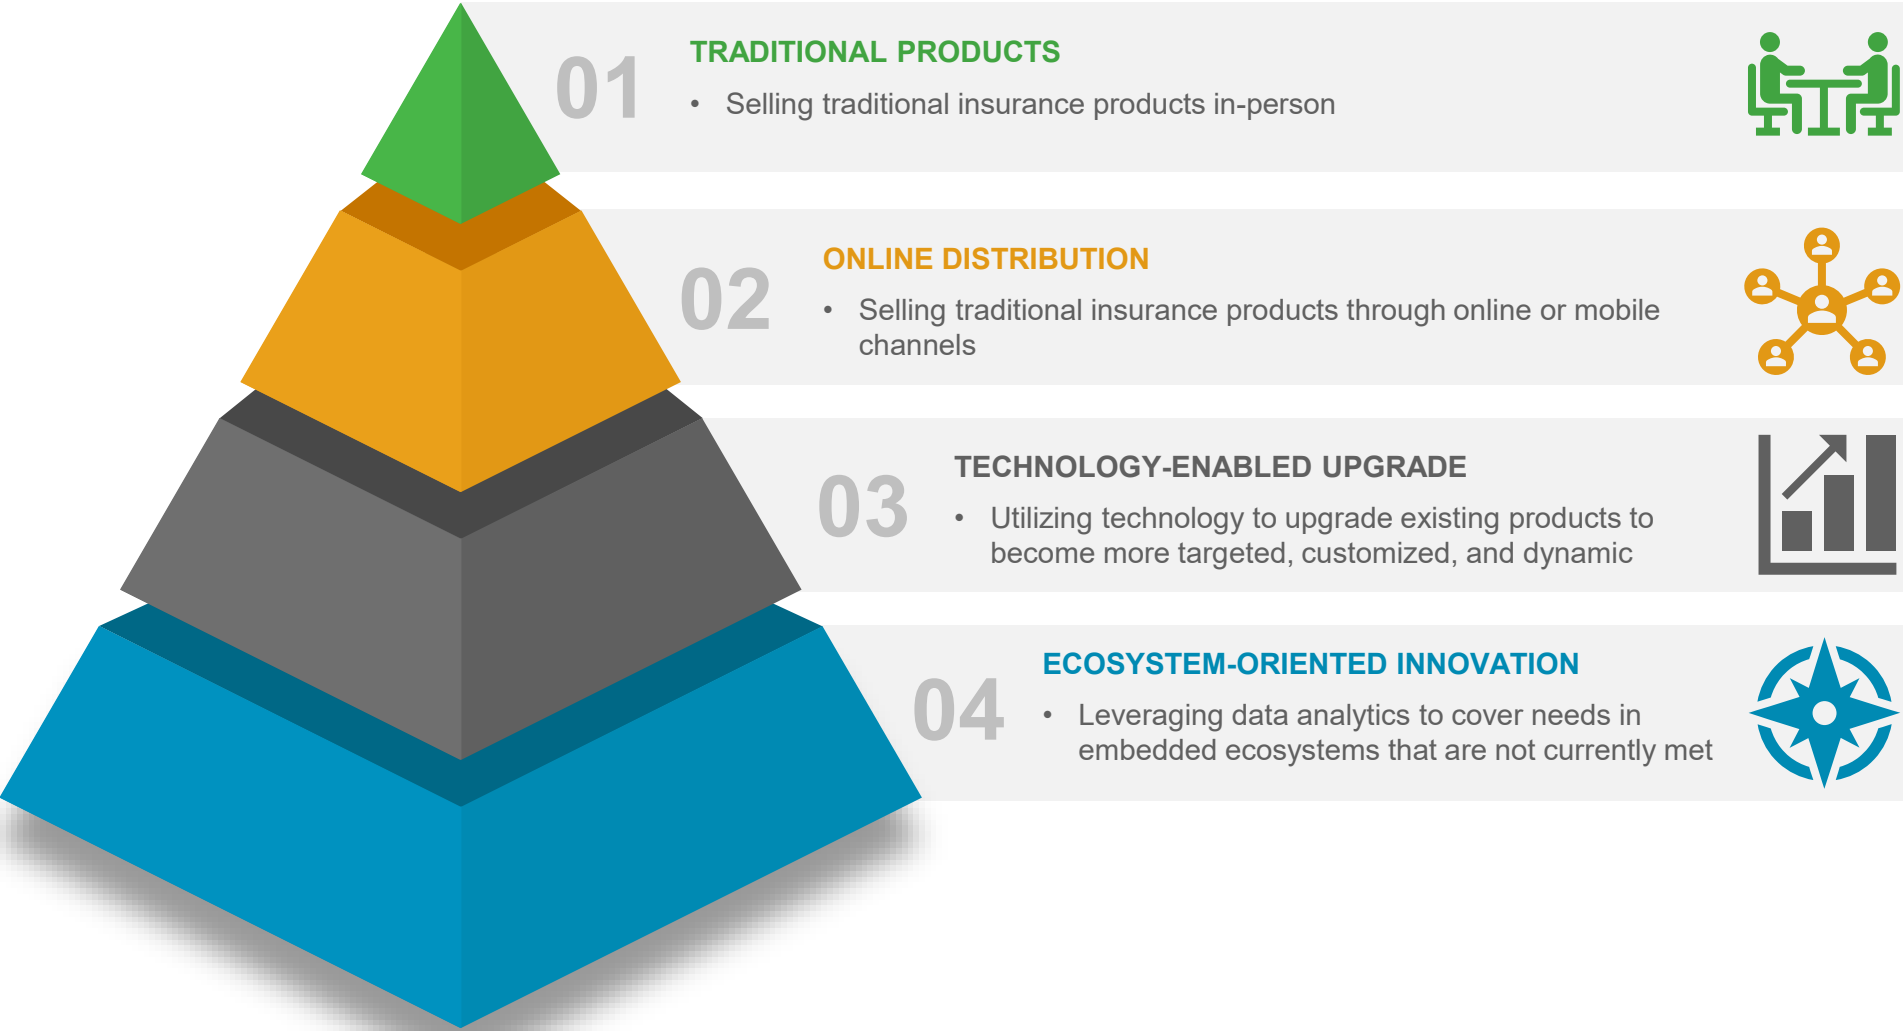 01
TRADITIONAL PRODUCTS
• Selling traditional insurance products in-person
02
ONLINE DISTRIBUTION
• Selling traditional insurance products through online or mobile
channels
03
TECHNOLOGY-ENABLED UPGRADE
• Utilizing technology to upgrade existing products to
become more targeted, customized, and dynamic
04
ECOSYSTEM-ORIENTED INNOVATION
• Leveraging data analytics to cover needs in
embedded ecosystems that are not currently met